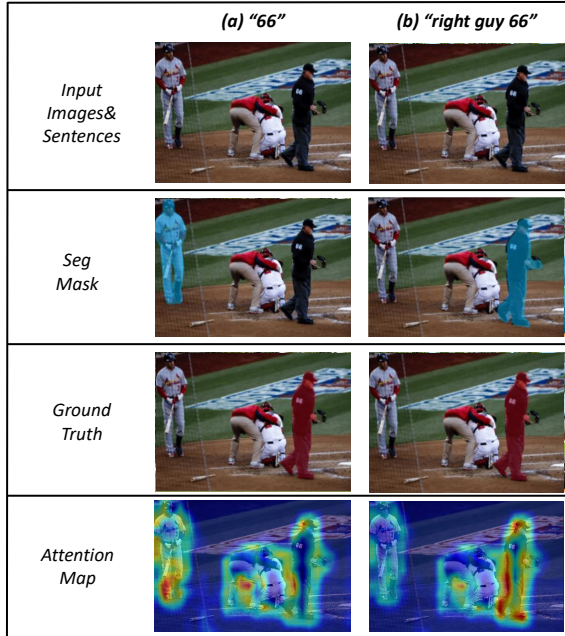 (a) “66”
(b) “right guy 66”
Input
Images&
Sentences
Seg
Mask
Ground
Truth
Attention
Map